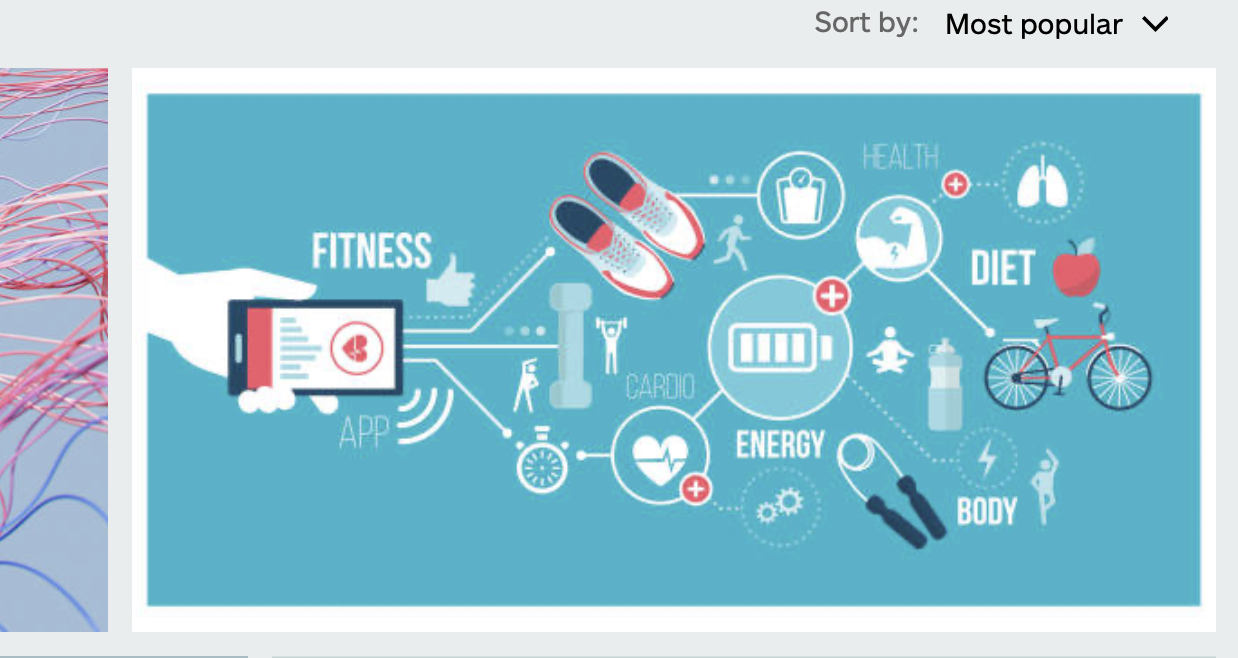 Sort by: Most popular
HEALTH
FITNESS
DIET
CARDIO
APP
ENERGY
BODY